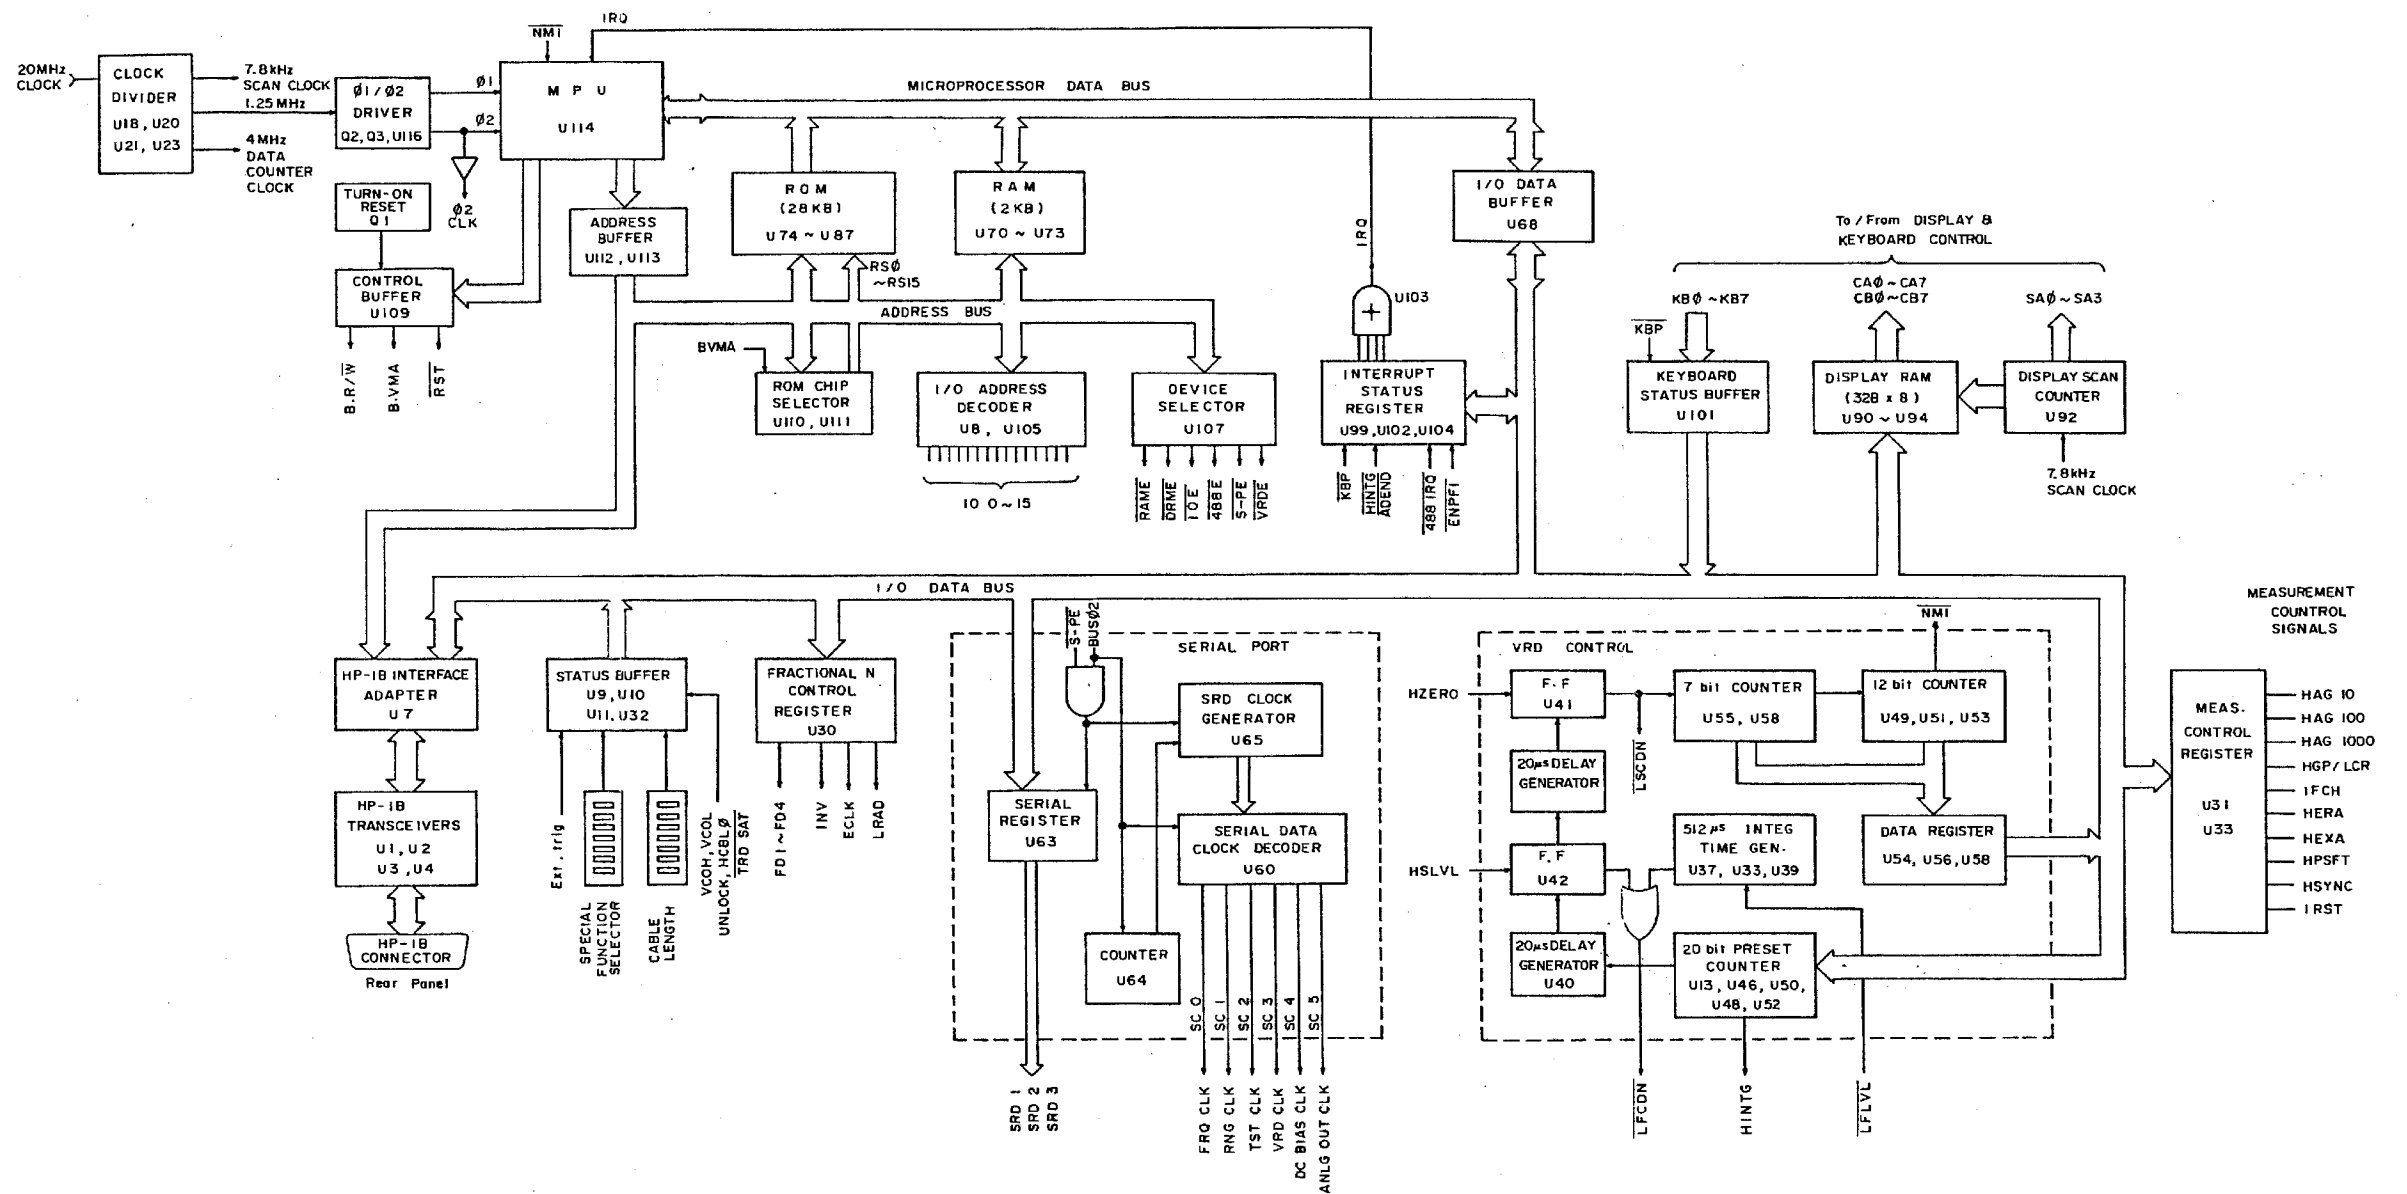 IRQ
NMI
20MHz
CLOCK
CLOCK
DIVIDER
U18, U20
U21, U23
7.8kHz
SCAN CLOCK
1.25MHz
4MHz
DATA
COUNTER
CLOCK
Ø1/Ø2
DRIVER
Q2, Q3, U116
Ø1
Ø2
MPU
U114
Ø2
CLK
MICROPROCESSOR DATA BUS
TURN-ON
RESET
Q1
CONTROL
BUFFER
U109
B.R/W
B.VMA
RST
ADDRESS
BUFFER
U112, U113
ROM
(28KB)
U74 ~ U87
RSØ
~RS15
RAM
(2KB)
U70 ~ U73
I/O DATA
BUFFER
U68
ADDRESS BUS
BVMA
ROM CHIP
SELECTOR
U110, U111
I/O ADDRESS
DECODER
U8, U105
IO 0~15
DEVICE
SELECTOR
U107
RAME
DRME
IOE
488E
S-PE
VRDE
IRQ
U103
INTERRUPT
STATUS
REGISTER
U99,U102,U104
KBP
HINTG
ADEND
488 IRQ
ENPFI
To/From DISPLAY &
KEYBOARD CONTROL
KBØ~KB7
CAØ~CA7
CBØ~CB7
SAØ~SA3
KBP
KEYBOARD
STATUS BUFFER
U101
DISPLAY RAM
(32B x 8)
U90 ~ U94
DISPLAY SCAN
COUNTER
U92
7.8kHz
SCAN CLOCK
I/O DATA BUS
HP-IB INTERFACE
ADAPTER
U7
HP-IB
TRANSCEIVERS
U1, U2
U3, U4
HP-IB
CONNECTOR
Rear Panel
STATUS BUFFER
U9, U10
U11, U32
Ext. trig
SPECIAL
FUNCTION
SELECTOR
CABLE
LENGTH
VCOH, VCOL
UNLOCK, HCBLØ
TRD SAT
FRACTIONAL N
CONTROL
REGISTER
U30
FD1~FD4
INV
ECLK
LRAD
S-PE
BUSØ2
SERIAL PORT
SRD CLOCK
GENERATOR
U65
SERIAL
REGISTER
U63
SERIAL DATA
CLOCK DECODER
U60
COUNTER
U64
SC 0
SC 1
SC 2
SC 3
SC 4
SC 5
SRD 1
SRD 2
SRD 3
FRQ CLK
RNG CLK
TST CLK
VRD CLK
DC BIAS CLK
ANLG OUT CLK
VRD CONTROL
NMI
HZERO
F.F
U41
7 bit COUNTER
U55, U58
12 bit COUNTER
U49, U51, U53
LSCDN
20µs DELAY
GENERATOR
HSLVL
F.F
U42
512µs INTEG
TIME GEN.
U37, U33, U39
DATA REGISTER
U54, U56, U58
20µs DELAY
GENERATOR
U40
20 bit PRESET
COUNTER
U13, U46, U50,
U48, U52
LFCDN
HINTG
LFLVL
MEASUREMENT
COUNTROL
SIGNALS
MEAS.
CONTROL
REGISTER
U31
U33
HAG 10
HAG 100
HAG 1000
HGP/LCR
IFCH
HERA
HEXA
HPSFT
HSYNC
IRST